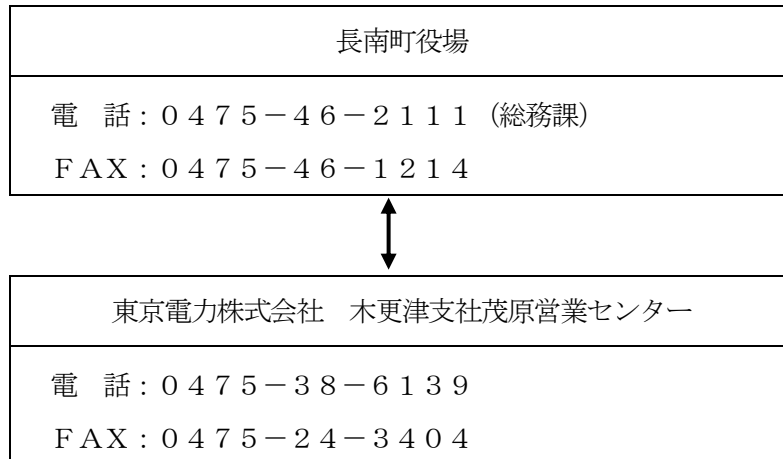 長南町役場
電　話：０４７５－４６－２１１１（総務課）
ＦＡＸ：０４７５－４６－１２１４
東京電力株式会社　木更津支社茂原営業センター
電　話：０４７５－３８－６１３９
ＦＡＸ：０４７５－２４－３４０４